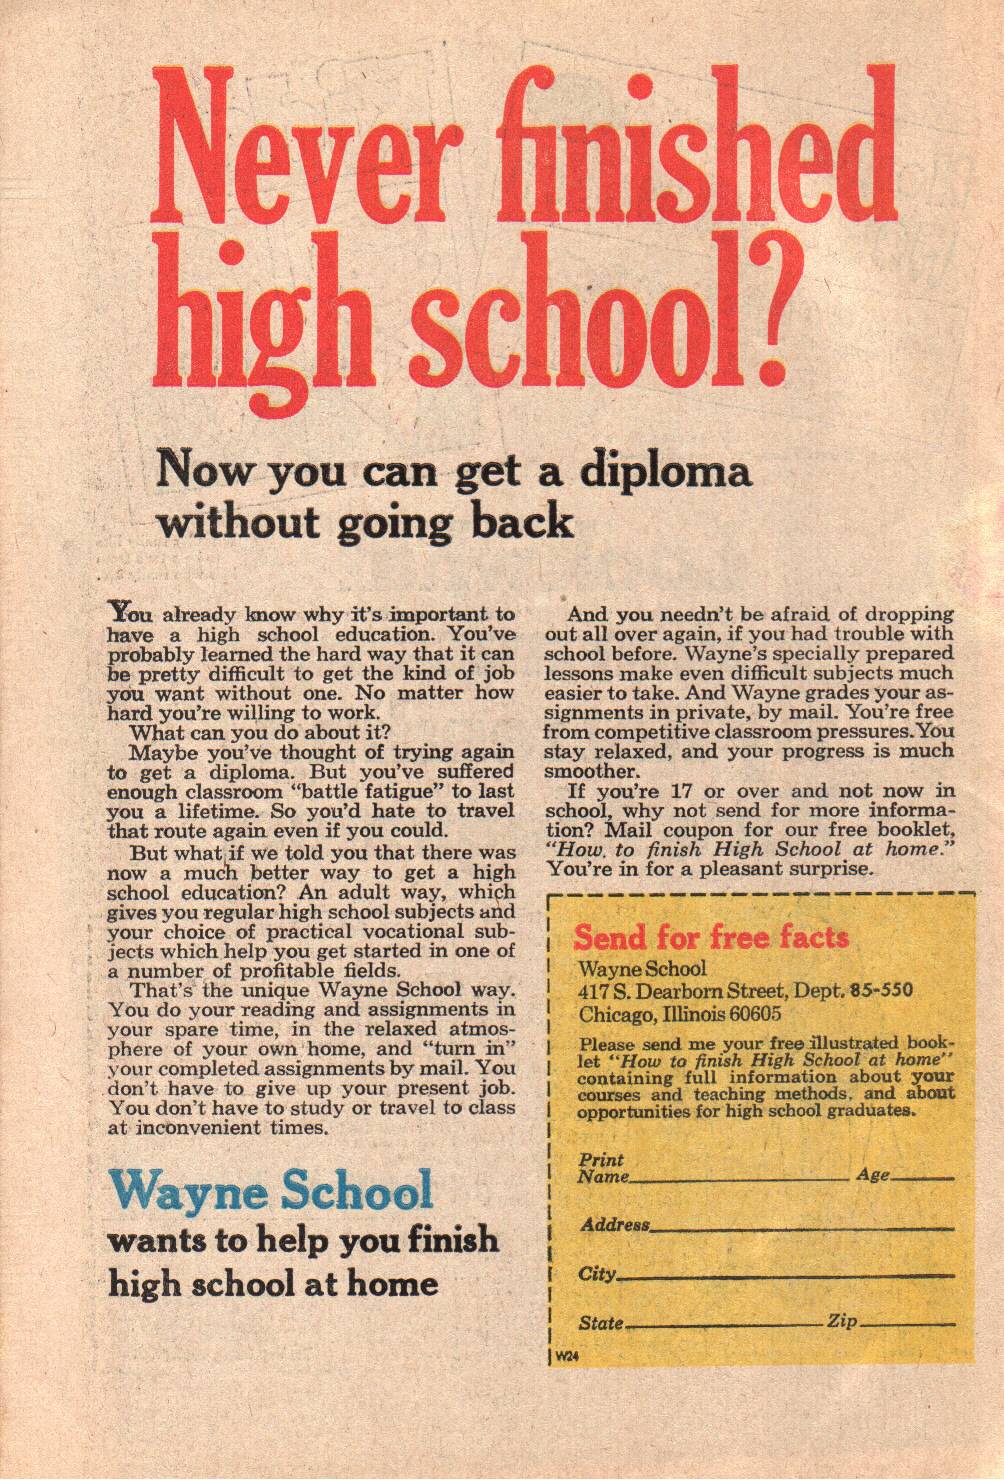 Never finished
high school?
Now you can get a diploma
without going back
You already know why it's important to
have a high school education. You've
probably learned the hard way that it can
be pretty difficult to get the kind of job
you want without one. No matter how
hard you're willing to work.
What can you do about it?
Maybe you've thought of trying again
to get a diploma. But you've suffered
enough classroom "battle fatigue" to last
you a lifetime. So you'd hate to travel
that route again even if you could.
But what if we told you that there was
now a much better way to get a high
school education? An adult way, which
gives you regular high school subjects and
your choice of practical vocational sub-
jects which help you get started in one of
a number of profitable fields.
That's the unique Wayne School way.
You do your reading and assignments in
your spare time, in the relaxed atmos-
phere of your own home, and "turn in"
your completed assignments by mail. You
don't have to give up your present job.
You don't have to study or travel to class
at inconvenient times.
Wayne School
wants to help you finish
high school at home
And you needn't be afraid of dropping
out all over again, if you had trouble with
school before. Wayne's specially prepared
lessons make even difficult subjects much
easier to take. And Wayne grades your as-
signments in private, by mail. You're free
from competitive classroom pressures. You
stay relaxed, and your progress is much
smoother.
If you're 17 or over and not now in
school, why not send for more informa-
tion? Mail coupon for our free booklet,
"How. to finish High School at home."
You're in for a pleasant surprise.
Send for free facts
Wayne School
417 S. Dearborn Street, Dept. 85-550
Chicago, Illinois 60605
Please send me your free illustrated book-
let "How to finish High School at home"
containing full information about your
courses and teaching methods, and about
opportunities for high school graduates.
Print
Name Age
Address
City
State Zip
W24